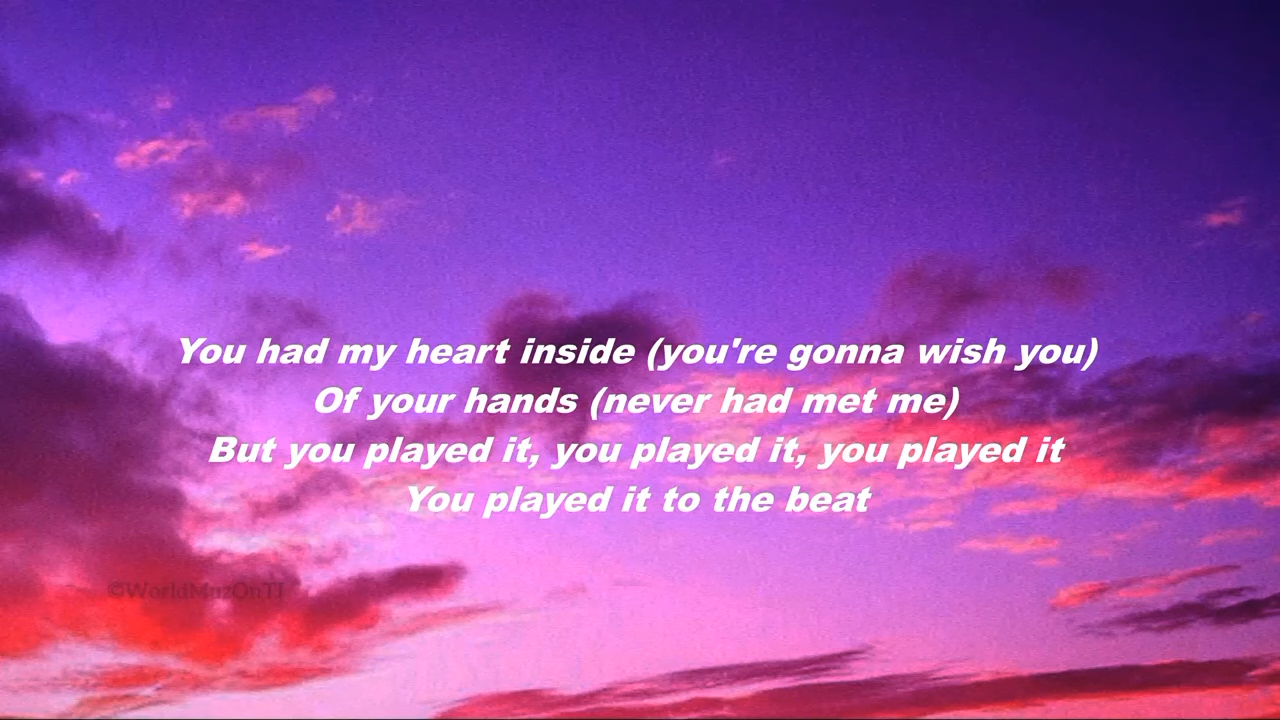 You had my heart inside (you're gonna wish you)
Of your hands (never had met me)
But you played it, you played it, you played it
You played it to the beat
©WorldMuzOnTJ